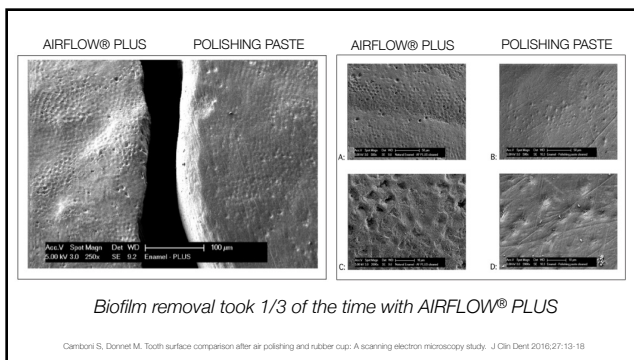 AIRFLOW® PLUS POLISHING PASTE
Acc.V Spot Magn Det WD 100 µm
5.00 kV 3.0 250x SE 9.2 Enamel - PLUS
AIRFLOW® PLUS POLISHING PASTE
A: B:
C: D:
Biofilm removal took 1/3 of the time with AIRFLOW® PLUS
Camboni S, Donnet M. Tooth surface comparison after air polishing and rubber cup: A scanning electron microscopy study. J Clin Dent 2016;27:13-18